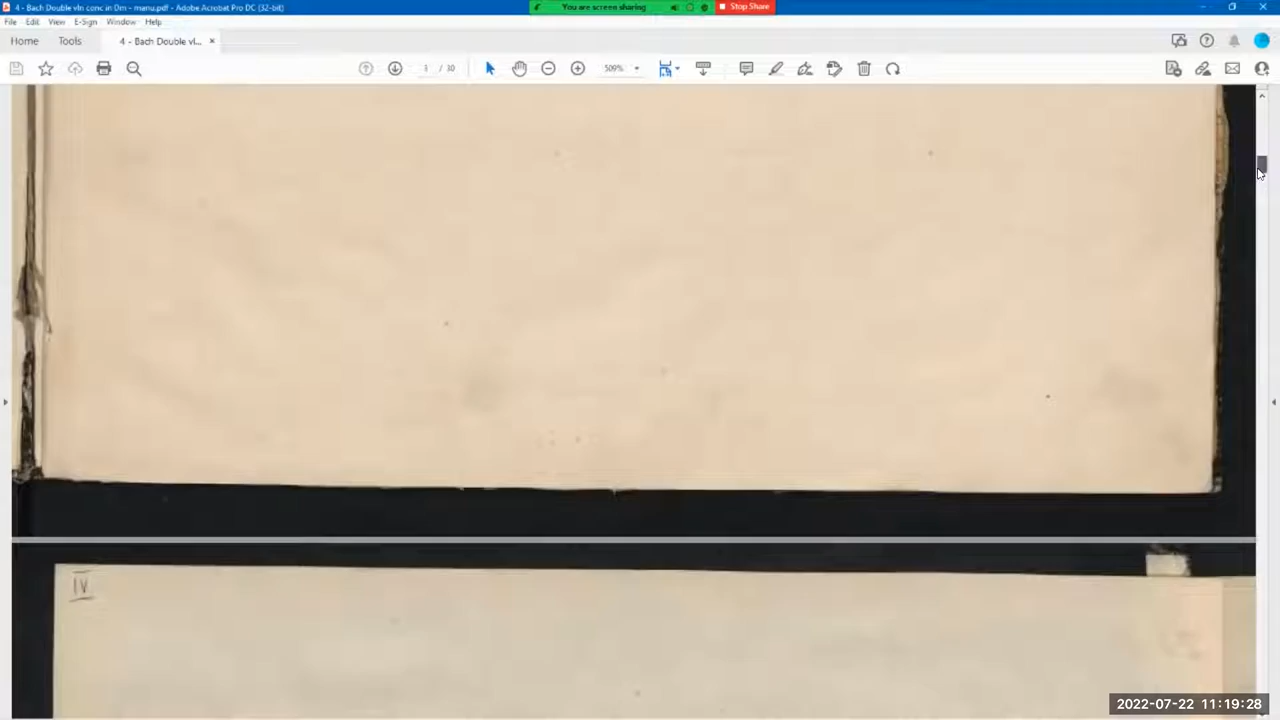 4 - Bach Double vln conc in Dm - manu.pdf - Adobe Acrobat Pro DC (32-bit)
You are screen sharing
Stop Share
File Edit View E-Sign Window Help
Home Tools 4 - Bach Double vl... ×
3 / 30
509%
IV
2022-07-22 11:19:28